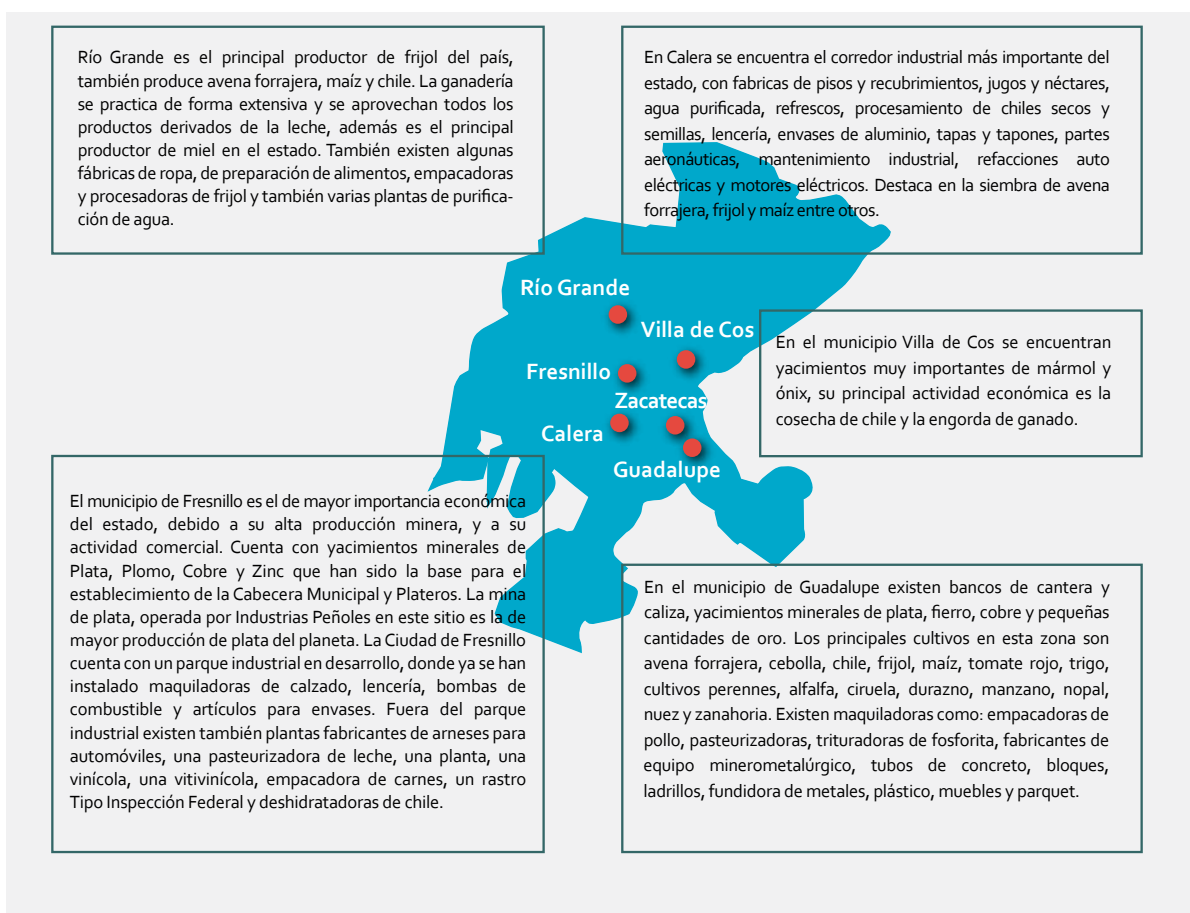 Río Grande es el principal productor de frijol del país,
también produce avena forrajera, maíz y chile. La ganadería
se practica de forma extensiva y se aprovechan todos los
productos derivados de la leche, además es el principal
productor de miel en el estado. También existen algunas
fábricas de ropa, de preparación de alimentos, empacadoras
y procesadoras de frijol y también varias plantas de purifica-
ción de agua.
En Calera se encuentra el corredor industrial más importante del
estado, con fabricas de pisos y recubrimientos, jugos y néctares,
agua purificada, refrescos, procesamiento de chiles secos y
semillas, lencería, envases de aluminio, tapas y tapones, partes
aeronáuticas, mantenimiento industrial, refacciones auto
eléctricas y motores eléctricos. Destaca en la siembra de avena
forrajera, frijol y maíz entre otros.
Río Grande
Villa de Cos
Fresnillo
Zacatecas
Calera
Guadalupe
En el municipio Villa de Cos se encuentran
yacimientos muy importantes de mármol y
ónix, su principal actividad económica es la
cosecha de chile y la engorda de ganado.
El municipio de Fresnillo es el de mayor importancia económica
del estado, debido a su alta producción minera, y a su
actividad comercial. Cuenta con yacimientos minerales de
Plata, Plomo, Cobre y Zinc que han sido la base para el
establecimiento de la Cabecera Municipal y Plateros. La mina
de plata, operada por Industrias Peñoles en este sitio es la de
mayor producción de plata del planeta. La Ciudad de Fresnillo
cuenta con un parque industrial en desarrollo, donde ya se han
instalado maquiladoras de calzado, lencería, bombas de
combustible y artículos para envases. Fuera del parque
industrial existen también plantas fabricantes de arneses para
automóviles, una pasteurizadora de leche, una planta, una
vinícola, una vitivinícola, empacadora de carnes, un rastro
Tipo Inspección Federal y deshidratadoras de chile.
En el municipio de Guadalupe existen bancos de cantera y
caliza, yacimientos minerales de plata, fiero, cobre y pequeñas
cantidades de oro. Los principales cultivos en esta zona son
avena forrajera, cebolla, chile, frijol, maíz, tomate rojo, trigo,
cultivos perennes, alfalfa, ciruela, durazno, manzano, nopal,
nuez y zanahoria. Existen maquiladoras como: empacadoras de
pollo, pasteurizadoras, trituradoras de fosforita, fabricantes de
equipo minerometalúrgico, tubos de concreto, bloques,
ladrillos, fundidora de metales, plástico, muebles y parquet.